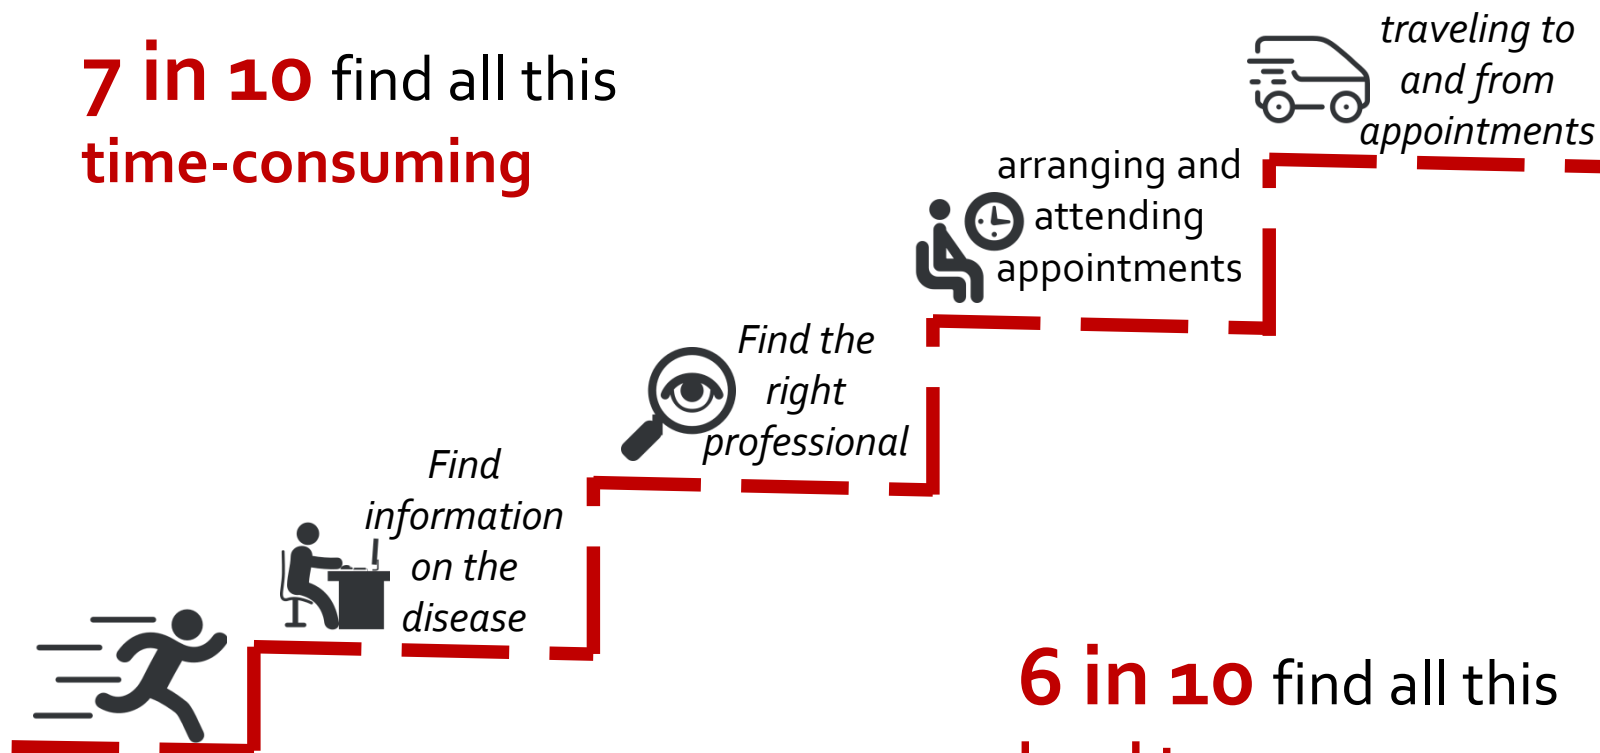 7 in 10 find all this
time-consuming
traveling to
and from
appointments
arranging and
attending
appointments
Find the
right
professional
Find
information
on the
disease
6 in 10 find all this